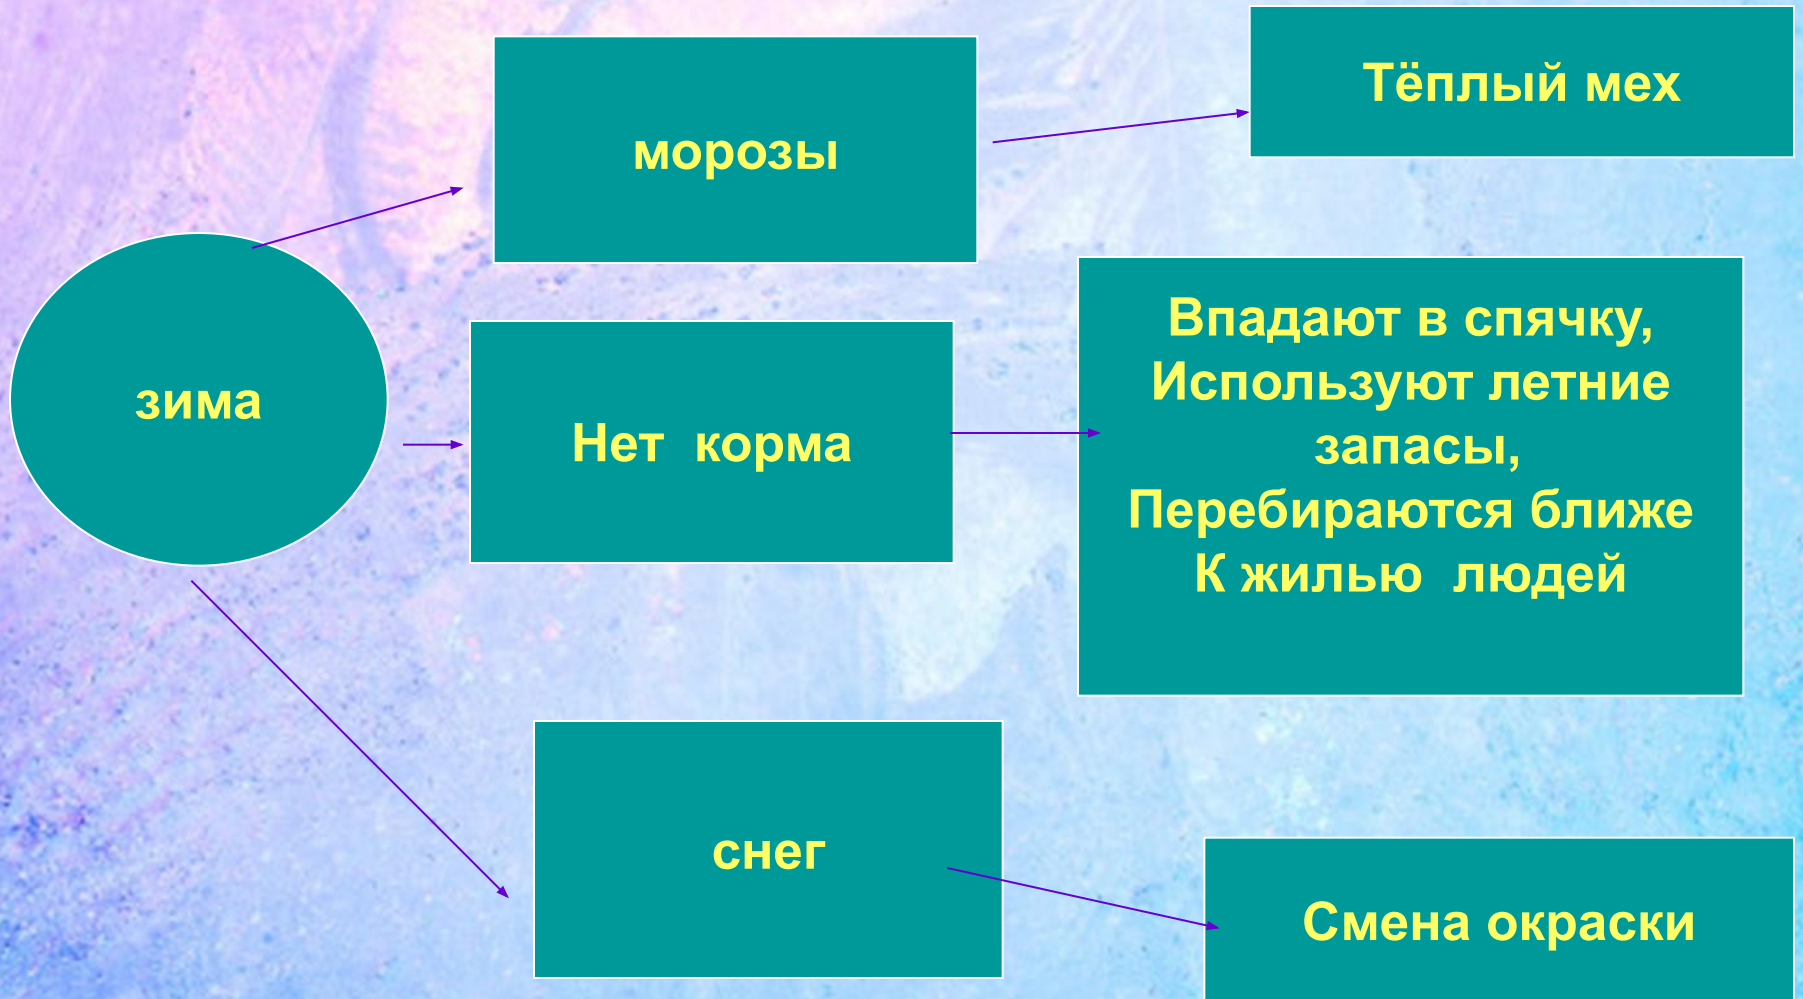 Тёплый мех
морозы
Впадают в спячку,
Используют летние
запасы,
Перебираются ближе
К жилью людей
зима
Нет корма
снег
Смена окраски